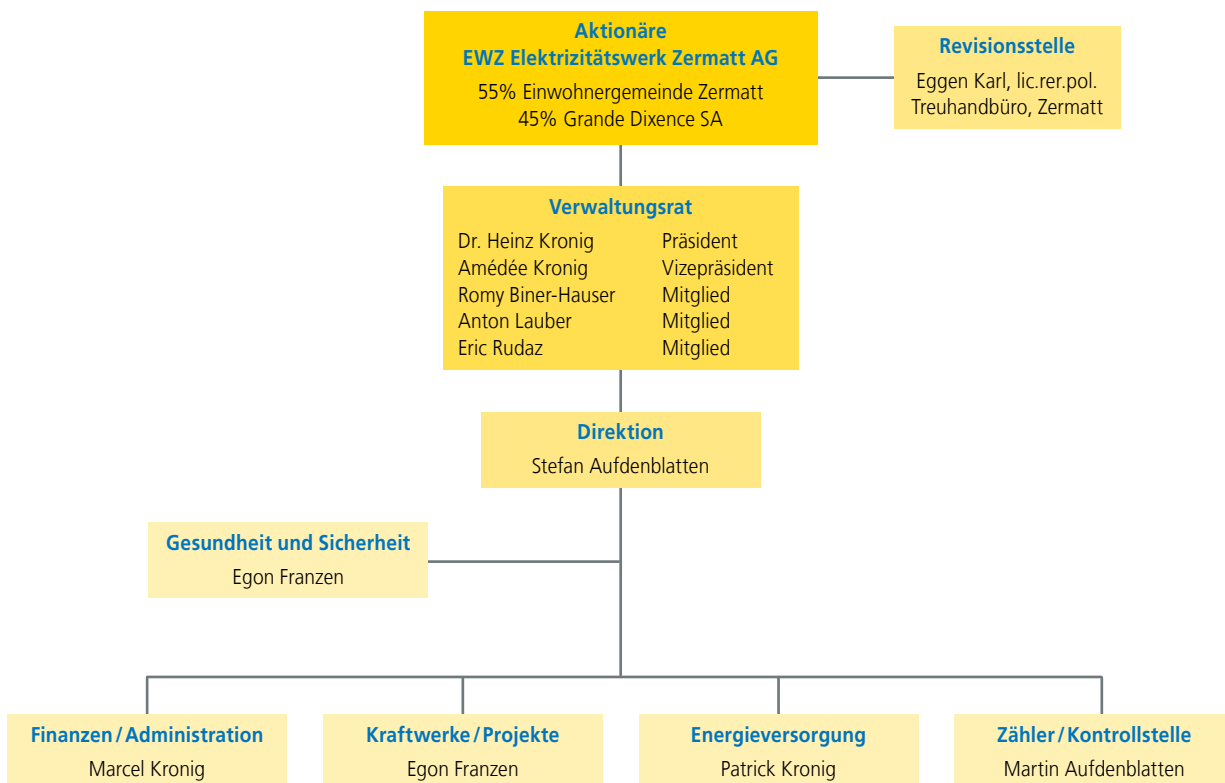 Aktionäre
EWZ Elektrizitätswerk Zermatt AG
55% Einwohnergemeinde Zermatt
45% Grande Dixence SA
Revisionsstelle
Eggen Karl, lic.rer.pol.
Treuhandbüro, Zermatt
Verwaltungsrat
Dr. Heinz Kronig Präsident
Amédée Kronig Vizepräsident
Romy Biner-Hauser Mitglied
Anton Lauber Mitglied
Eric Rudaz Mitglied
Direktion
Stefan Aufdenblatten
Gesundheit und Sicherheit
Egon Franzen
Finanzen / Administration
Marcel Kronig
Kraftwerke / Projekte
Egon Franzen
Energieversorgung
Patrick Kronig
Zähler / Kontrollstelle
Martin Aufdenblatten